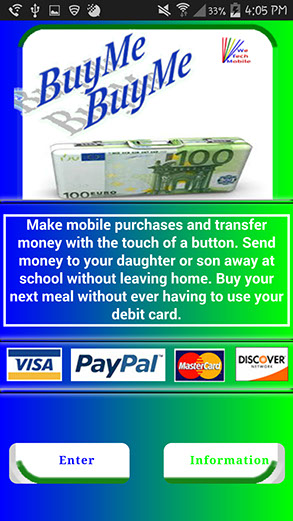 4:05 PM
BuyMe
BuyMe
We
Tech
Mobile
100
100 EURO
Make mobile purchases and transfer
money with the touch of a button. Send
money to your daughter or son away at
school without leaving home. Buy your
next meal without ever having to use your
debit card.
VISA PayPal MasterCard DISCOVER
NETWORK
Enter Information